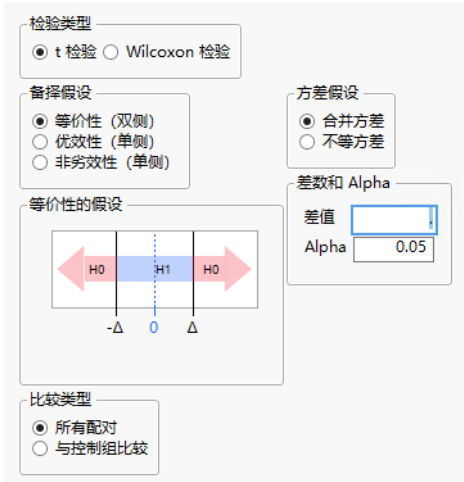 检验类型
t 检验 Wilcoxon 检验
备择假设
等价性（双侧）
优效性（单侧）
非劣效性（单侧）
方差假设
合并方差
不等方差
差数和 Alpha
差值 .
Alpha 0.05
等价性的假设
H0 H1 H0
-Δ 0 Δ
比较类型
所有配对
与控制组比较